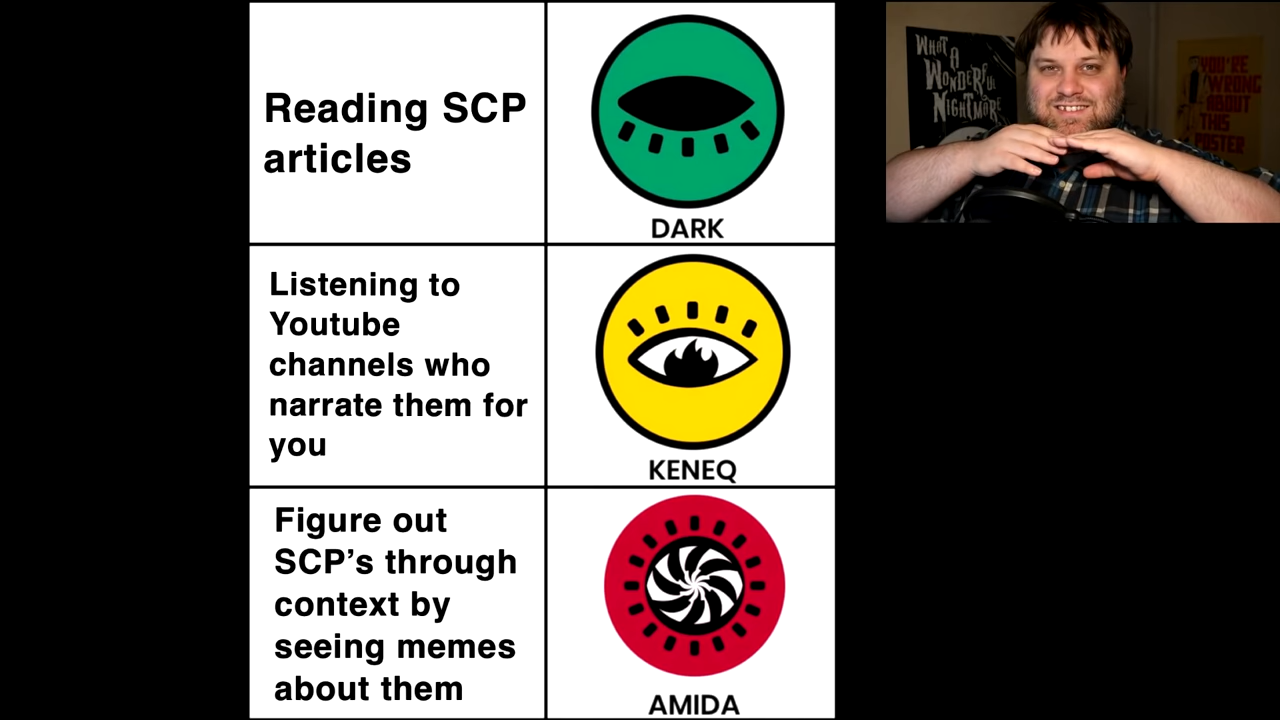 Reading SCP
articles
DARK
Listening to
Youtube
channels who
narrate them for
you
KENEQ
Figure out
SCP’s through
context by
seeing memes
about them
AMIDA
WHAT A
WONDERFUL
NIGHTMARE
YOU'RE
WRONG
ABOUT
THIS
POSTER